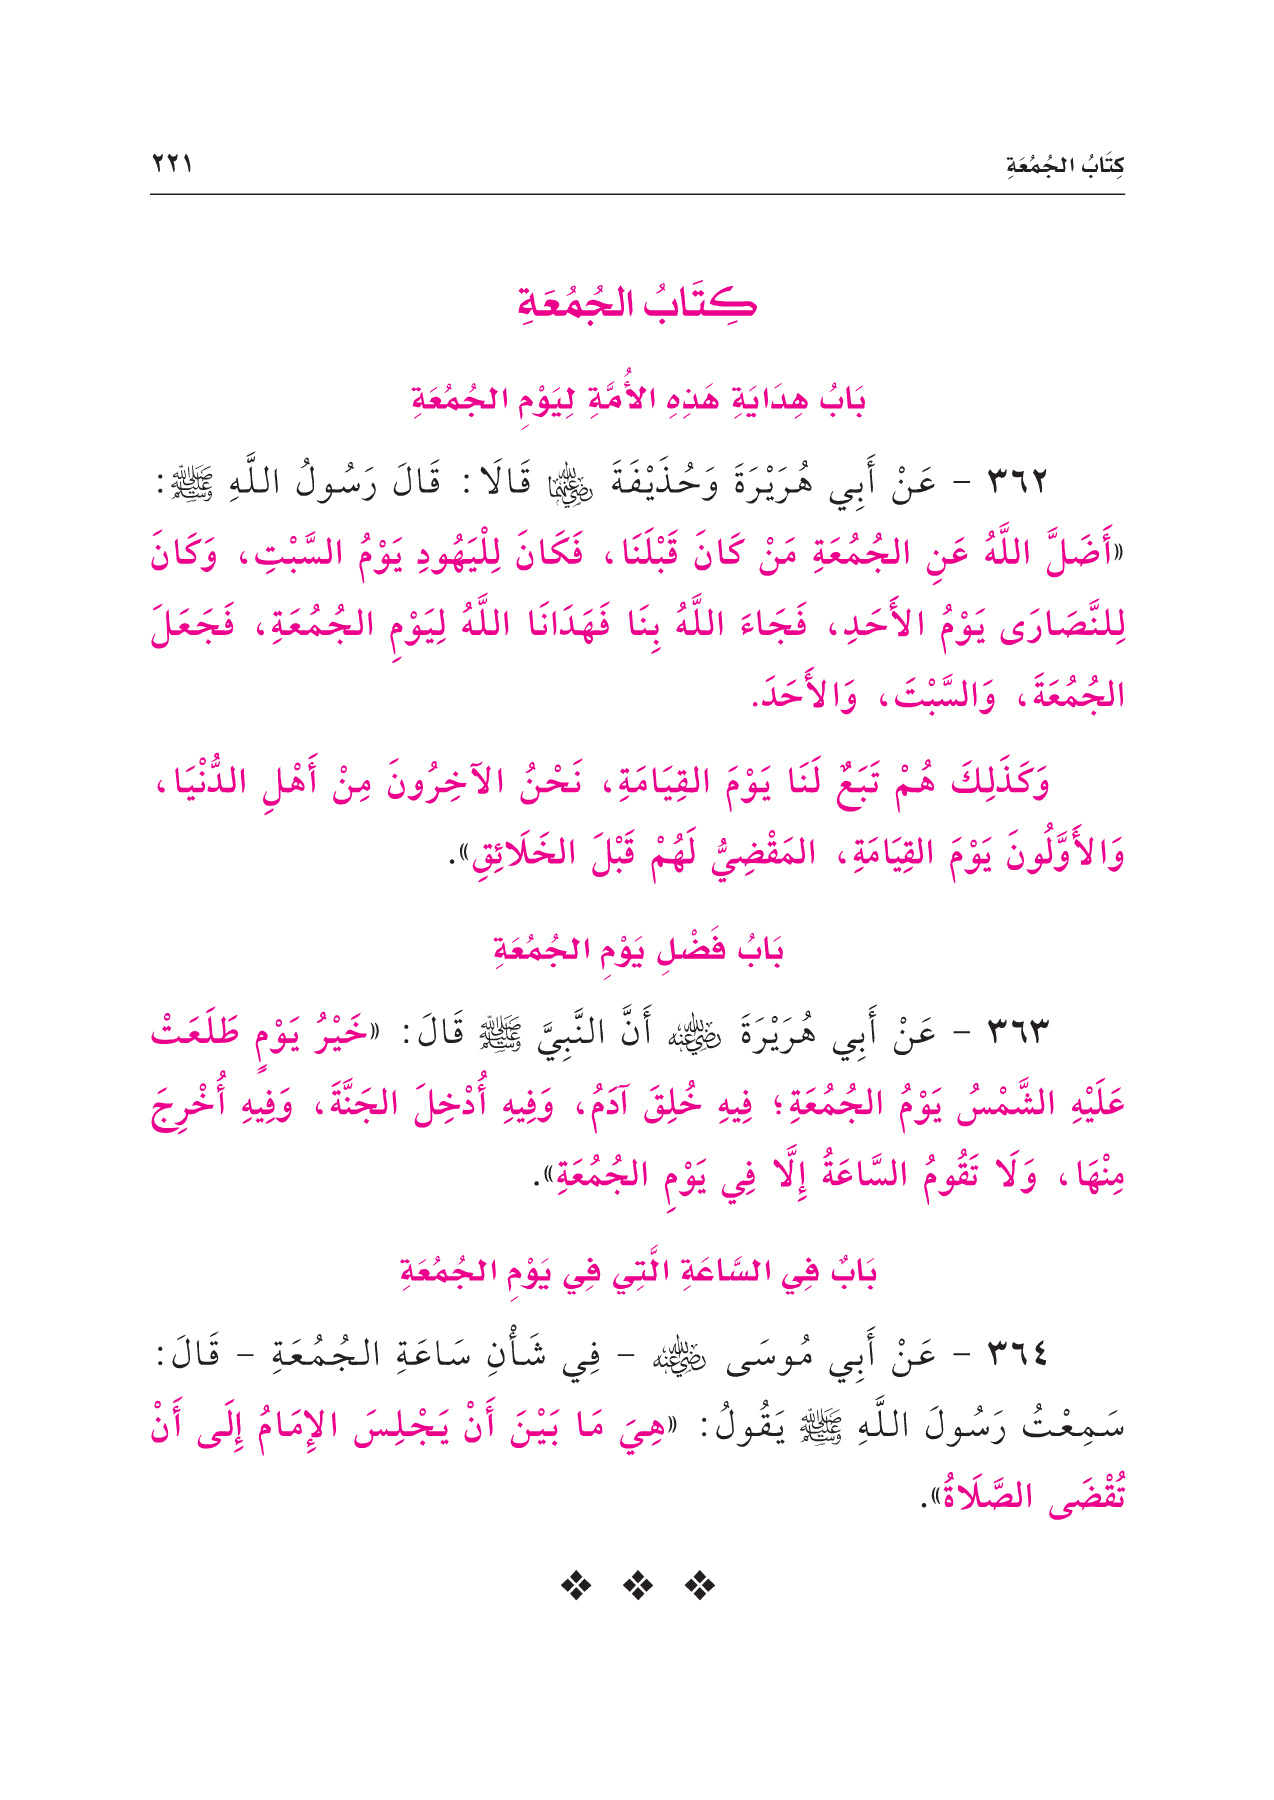 كِتَابُ الجُمُعَةِ ٢٢١
كِتَابُ الجُمُعَةِ
بَابُ هِدَايَةِ هَذِهِ الأُمَّةِ لِيَوْمِ الجُمُعَةِ
٣٦٢ - عَنْ أَبِي هُرَيْرَةَ وَحُذَيْفَةَ رضي الله عنهما قَالَا: قَالَ رَسُولُ اللَّهِ ﷺ:
«أَضَلَّ اللَّهُ عَنِ الجُمُعَةِ مَنْ كَانَ قَبْلَنَا، فَكَانَ لِلْيَهُودِ يَوْمُ السَّبْتِ، وَكَانَ
لِلنَّصَارَى يَوْمُ الأَحَدِ، فَجَاءَ اللَّهُ بِنَا فَهَدَانَا اللَّهُ لِيَوْمِ الجُمُعَةِ، فَجَعَلَ
الجُمُعَةَ، وَالسَّبْتَ، وَالأَحَدَ.
وَكَذَلِكَ هُمْ تَبَعٌ لَنَا يَوْمَ القِيَامَةِ، نَحْنُ الآخِرُونَ مِنْ أَهْلِ الدُّنْيَا،
وَالأَوَّلُونَ يَوْمَ القِيَامَةِ، المَقْضِيُّ لَهُمْ قَبْلَ الخَلَائِقِ».
بَابُ فَضْلِ يَوْمِ الجُمُعَةِ
٣٦٣ - عَنْ أَبِي هُرَيْرَةَ رضي الله عنه أَنَّ النَّبِيَّ ﷺ قَالَ: «خَيْرُ يَوْمٍ طَلَعَتْ
عَلَيْهِ الشَّمْسُ يَوْمُ الجُمُعَةِ؛ فِيهِ خُلِقَ آدَمُ، وَفِيهِ أُدْخِلَ الجَنَّةَ، وَفِيهِ أُخْرِجَ
مِنْهَا، وَلَا تَقُومُ السَّاعَةُ إِلَّا فِي يَوْمِ الجُمُعَةِ».
بَابٌ فِي السَّاعَةِ الَّتِي فِي يَوْمِ الجُمُعَةِ
٣٦٤ - عَنْ أَبِي مُوسَى رضي الله عنه - فِي شَأْنِ سَاعَةِ الجُمُعَةِ - قَالَ:
سَمِعْتُ رَسُولَ اللَّهِ ﷺ يَقُولُ: «هِيَ مَا بَيْنَ أَنْ يَجْلِسَ الإِمَامُ إِلَى أَنْ
تُقْضَى الصَّلَاةُ».